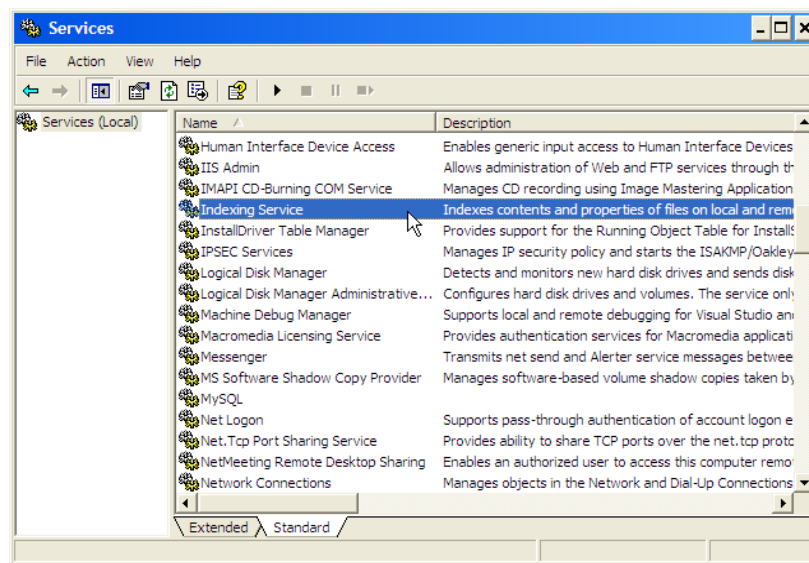 Services
File Action View Help
Services (Local)
Name Description
Human Interface Device Access Enables generic input access to Human Interface Devices
IIS Admin Allows administration of Web and FTP services through
IMAPI CD-Burning COM Service Manages CD recording using Image Mastering Application
Indexing Service Indexes contents and properties of files on local and
InstallDriver Table Manager Provides support for the Running Object Table for
IPSEC Services Manages IP security policy and starts the ISAKMP/Oakley
Logical Disk Manager Detects and monitors new hard disk drives and sends disk
Logical Disk Manager Administrative... Configures hard disk drives and volumes. The service only
Machine Debug Manager Supports local and remote debugging for Visual Studio
Macromedia Licensing Service Provides authentication services for Macromedia
Messenger Transmits net send and Alerter service messages
MS Software Shadow Copy Provider Manages software-based volume shadow copies taken by
MySQL
Net Logon Supports pass-through authentication of account logon
Net.Tcp Port Sharing Service Provides ability to share TCP ports over the net.tcp
NetMeeting Remote Desktop Sharing Enables an authorized user to access this computer
Network Connections Manages objects in the Network and Dial-Up Connections
Extended Standard